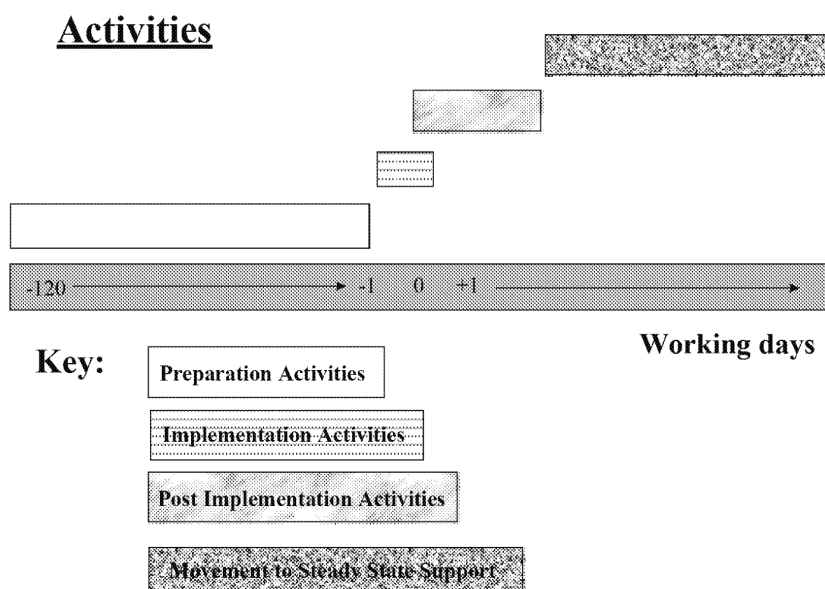 Activities
-120 -1 0 +1
Working days
Key:
Preparation Activities
Implementation Activities
Post Implementation Activities
Movement to Steady State Support